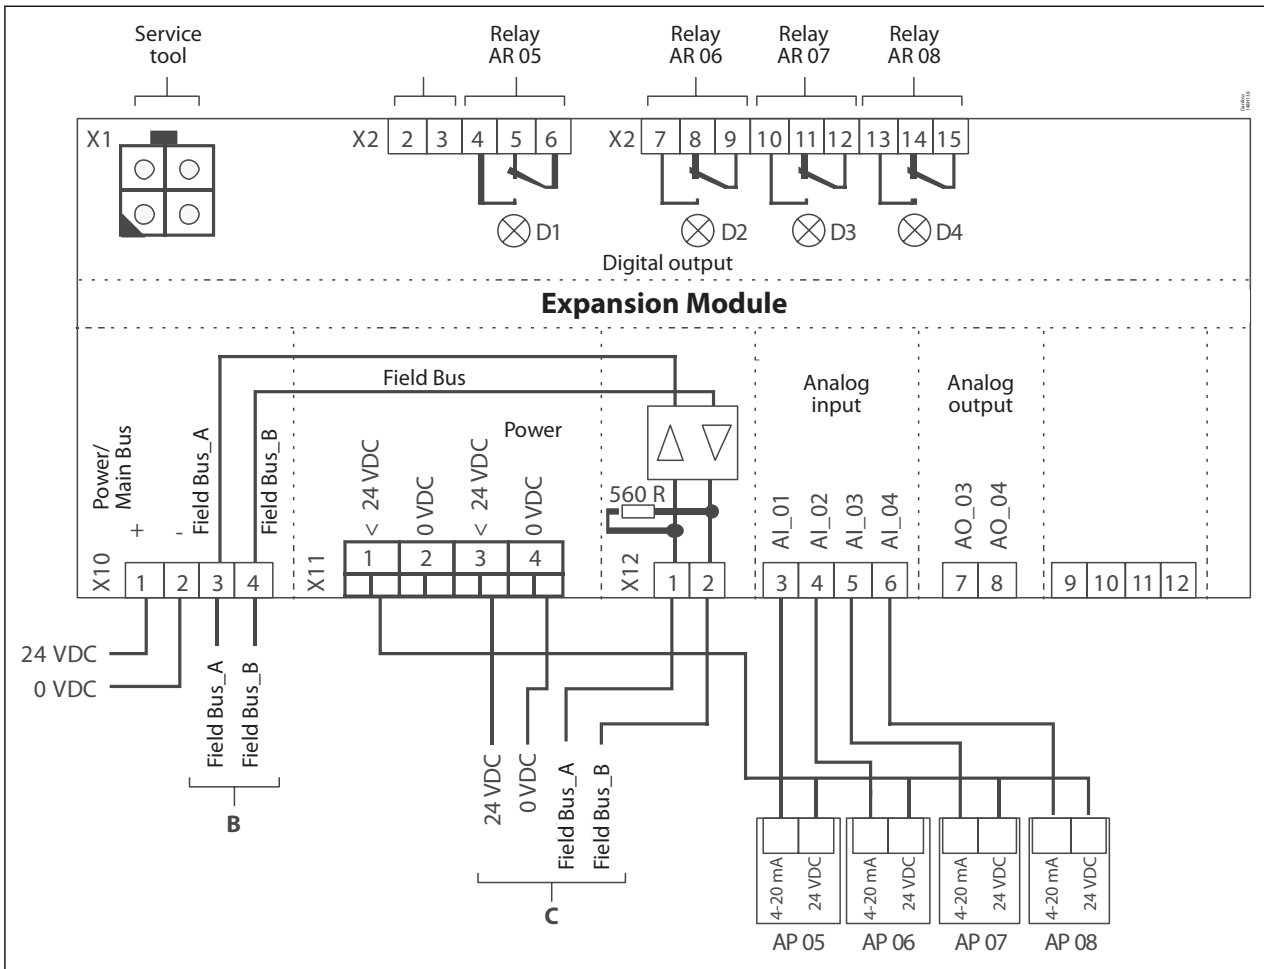 Service
tool
Relay
AR 05
Relay
AR 06
Relay
AR 07
Relay
AR 08
Danfoss
X1
X2 2 3 4 5 6
X2 7 8 9 10 11 12 13 14 15
D1
D2
D3
D4
Digital output
Expansion Module
Field Bus
Power/
Main Bus
+
-
Field Bus_A
Field Bus_B
Power
< 24 VDC
0 VDC
< 24 VDC
0 VDC
560 R
Analog
input
AI_01
AI_02
AI_03
AI_04
Analog
output
AO_03
AO_04
X10 1 2 3 4
X11 1 2 3 4
X12 1 2 3 4 5 6 7 8 9 10 11 12
24 VDC
0 VDC
Field Bus_A
Field Bus_B
B
24 VDC
0 VDC
Field Bus_A
Field Bus_B
C
4-20 mA
24 VDC
4-20 mA
24 VDC
4-20 mA
24 VDC
4-20 mA
24 VDC
AP 05
AP 06
AP 07
AP 08